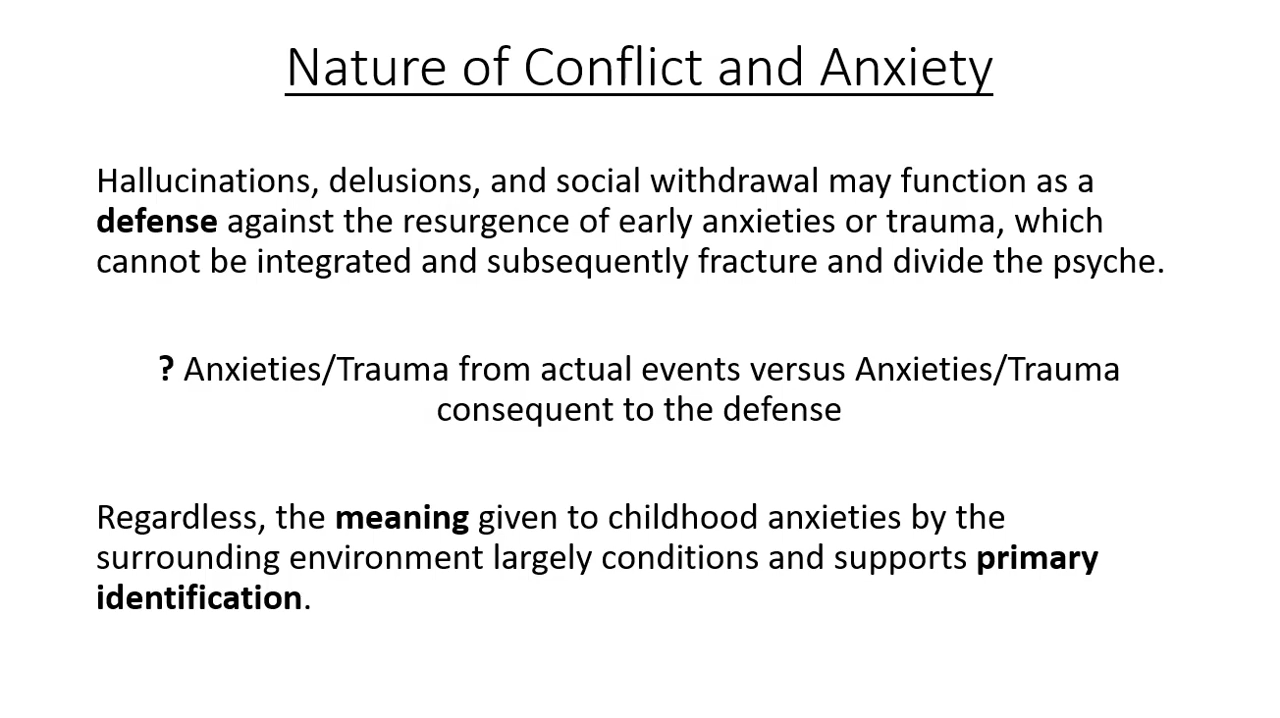 Nature of Conflict and Anxiety
Hallucinations, delusions, and social withdrawal may function as a
defense against the resurgence of early anxieties or trauma, which
cannot be integrated and subsequently fracture and divide the psyche.
? Anxieties/Trauma from actual events versus Anxieties/Trauma
consequent to the defense
Regardless, the meaning given to childhood anxieties by the
surrounding environment largely conditions and supports primary
identification.